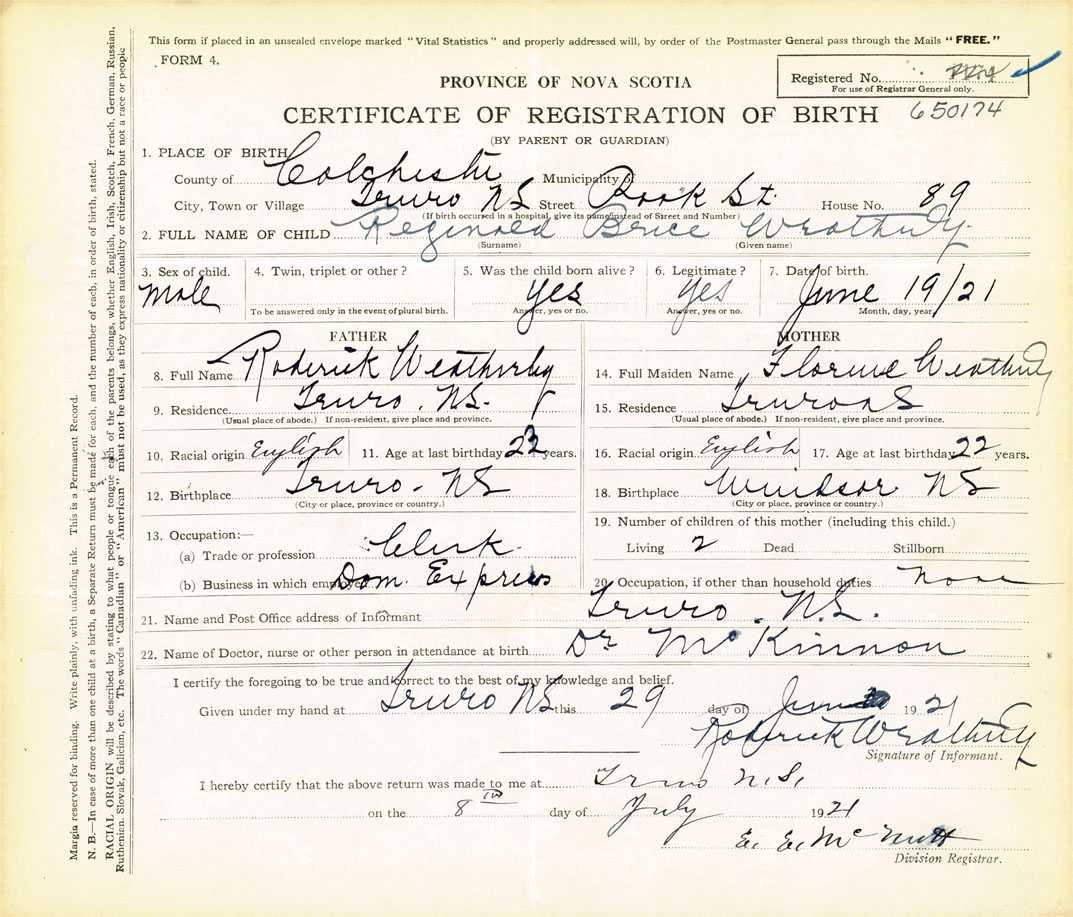 This form if placed in an unsealed envelope marked "Vital Statistics" and properly addressed will, by order of the Postmaster General pass through the Mails "FREE."
FORM 4.
Registered No.
For use of Registrar General only.
PROVINCE OF NOVA SCOTIA
CERTIFICATE OF REGISTRATION OF BIRTH 650174
(BY PARENT OR GUARDIAN)
1. PLACE OF BIRTH
County of Colchester Municipality of
City, Town or Village Truro NS Street Street St. House No. 89
(If birth occurred in a hospital, give its name instead of Street and Number)
2. FULL NAME OF CHILD Reginald Bruce Weatherby
(Surname) (Given name)
3. Sex of child. 4. Twin, triplet or other? 5. Was the child born alive? 6. Legitimate? 7. Date of birth.
Male Yes Yes June 19/21
To be answered only in the event of plural birth. Answer, yes or no. Answer, yes or no. Month, day, year
FATHER
8. Full Name Roderick Weatherby
9. Residence Truro. NS.
(Usual place of abode.) If non-resident, give place and province.
10. Racial origin English 11. Age at last birthday 23 years.
12. Birthplace Truro - NS
(City or place, province or country.)
13. Occupation:—
(a) Trade or profession Clerk.
(b) Business in which employed Dom. Express
MOTHER
14. Full Maiden Name Florence Weatherby
15. Residence Truro NS
(Usual place of abode.) If non-resident, give place and province.
16. Racial origin English 17. Age at last birthday 22 years.
18. Birthplace Windsor NS
(City or place, province or country.)
19. Number of children of this mother (including this child.)
Living 2 Dead Stillborn
20. Occupation, if other than household duties None
21. Name and Post Office address of Informant Truro. N.S.
22. Name of Doctor, nurse or other person in attendance at birth Dr McKinnon
I certify the foregoing to be true and correct to the best of my knowledge and belief.
Given under my hand at Truro NS this 29 day of June 1921
Roderick Weatherby
Signature of Informant.
I hereby certify that the above return was made to me at Truro N.S.
on the 8th day of July 1921
E. E. McNutt
Division Registrar.
Margin reserved for binding. Write plainly, with unfading ink. This is a Permanent Record.
N. B.—In case of more than one child at a birth, a Separate Return must be made for each, and the number of each, in order of birth, stated.
RACIAL ORIGIN will be described by stating to what people or tongue each of the parents belongs, whether English, Irish, Scotch, French, German, Russian,
Ruthenian, Slovak, Galician, etc. The words "Canadian" or "American" must not be used, as they express nationality or citizenship but not a race or people